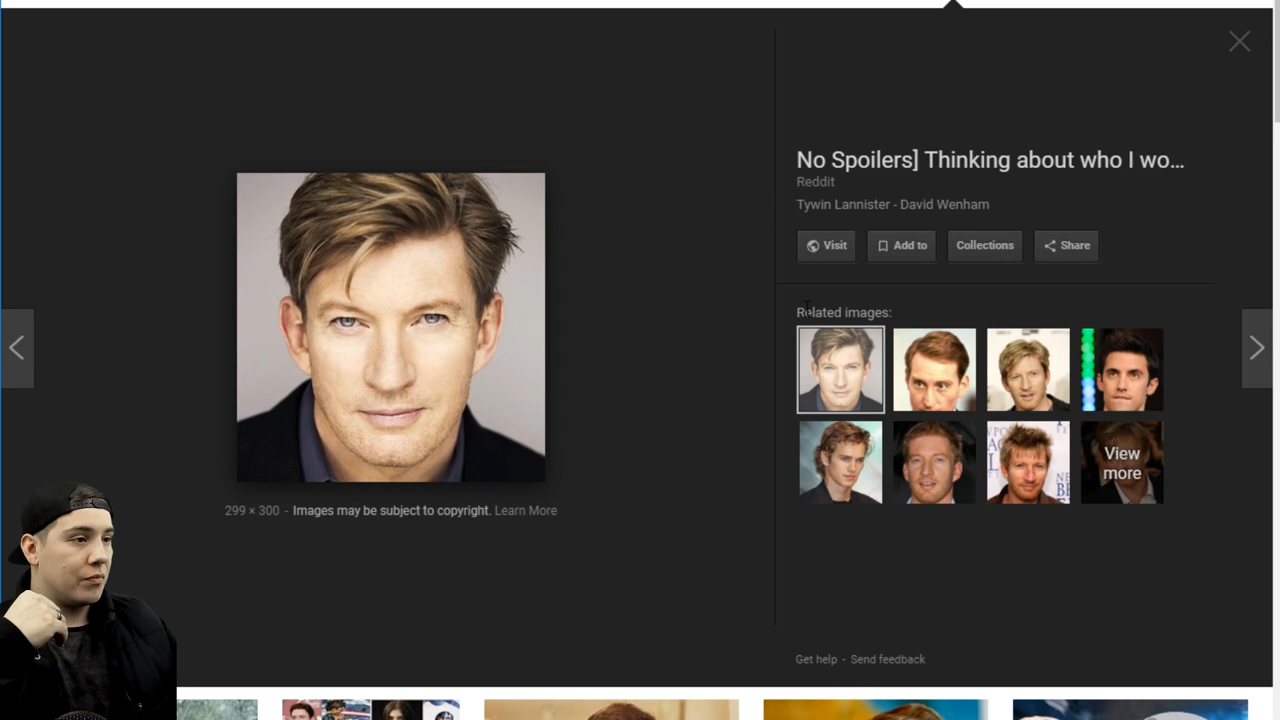 No Spoilers] Thinking about who I wo...
Reddit
Tywin Lannister - David Wenham
Visit
Add to
Collections
Share
Related images:
View
more
299 × 300 - Images may be subject to copyright. Learn More
Get help - Send feedback